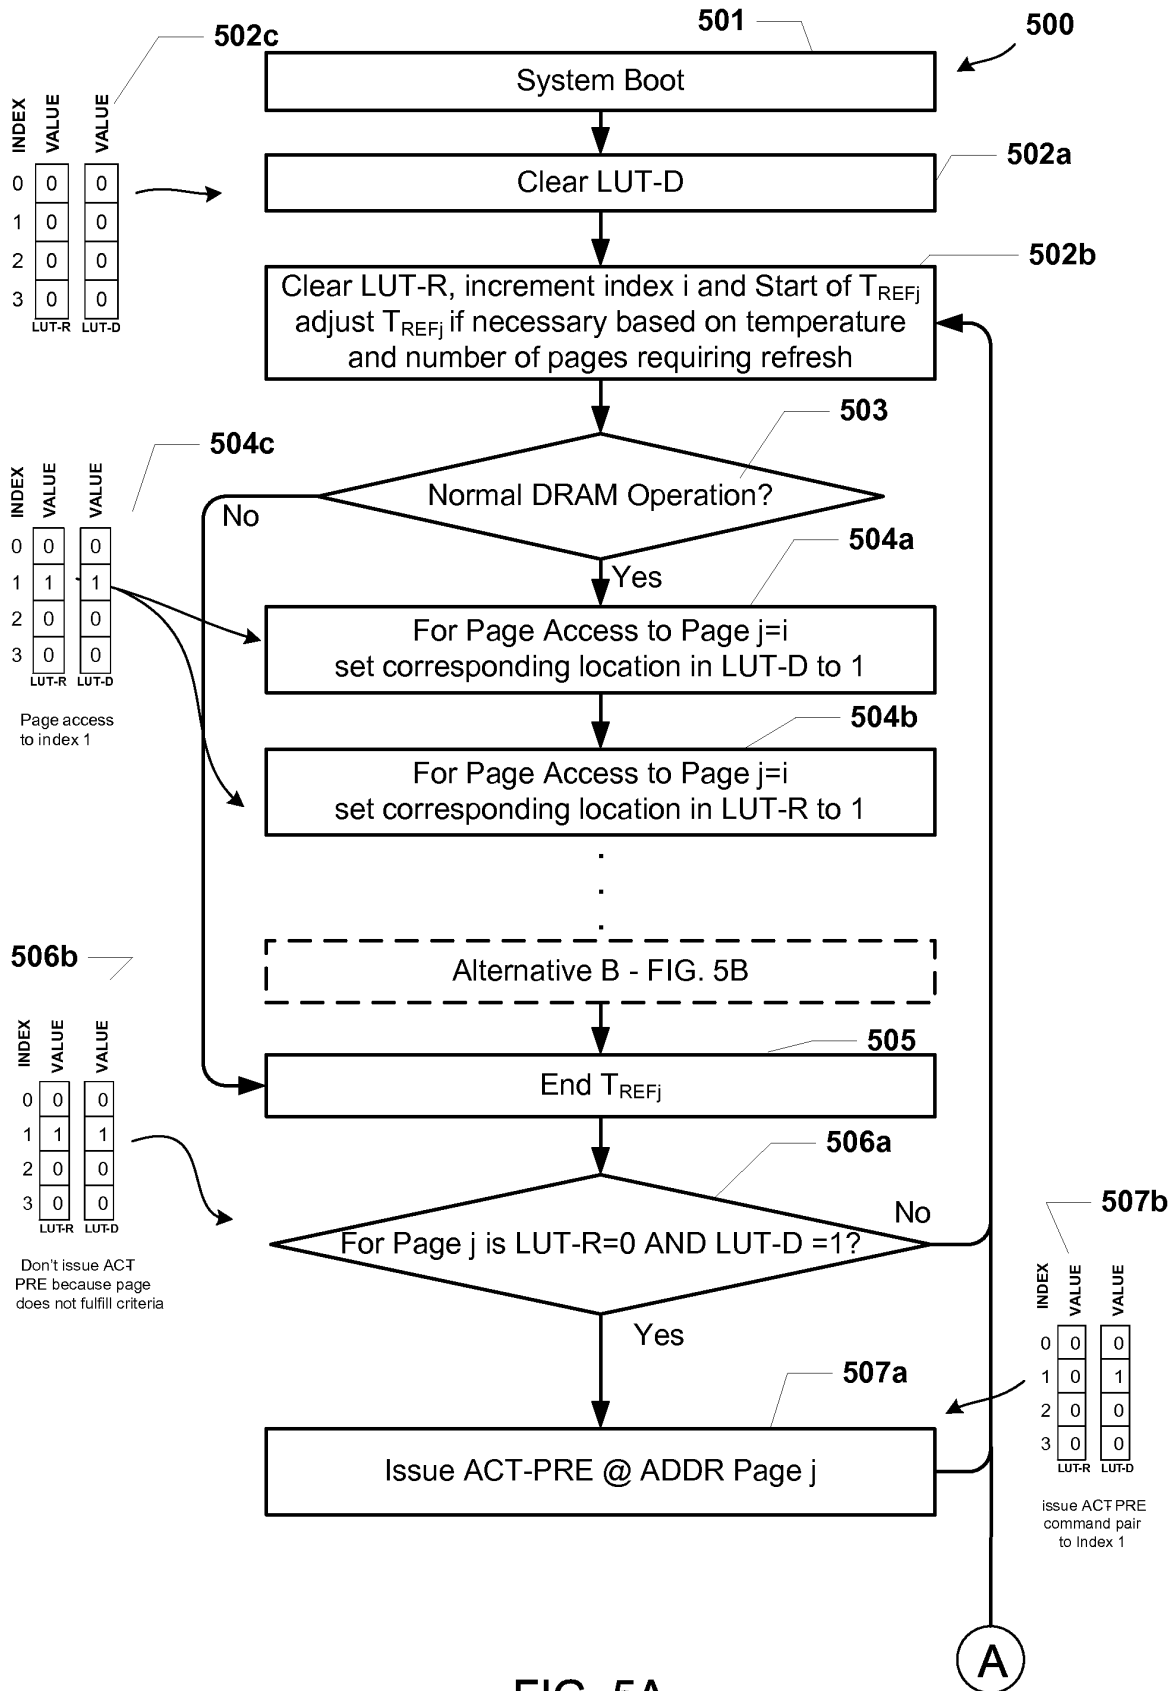 501
500
502c
System Boot
INDEX
VALUE
VALUE
502a
0 0 0
1 0 0
2 0 0
3 0 0
LUT-R LUT-D
Clear LUT-D
502b
Clear LUT-R, increment index i and Start of TREFj
adjust TREFj if necessary based on temperature
and number of pages requiring refresh
503
504c
INDEX
VALUE
VALUE
Normal DRAM Operation?
No
Yes
504a
0 0 0
1 1 1
2 0 0
3 0 0
LUT-R LUT-D
Page access
to index 1
For Page Access to Page j=i
set corresponding location in LUT-D to 1
504b
For Page Access to Page j=i
set corresponding location in LUT-R to 1
506b
Alternative B - FIG. 5B
505
INDEX
VALUE
VALUE
End TREFj
0 0 0
1 1 1
2 0 0
3 0 0
LUT-R LUT-D
Don't issue ACT-
PRE because page
does not fulfill criteria
506a
For Page j is LUT-R=0 AND LUT-D =1?
No
Yes
507b
INDEX
VALUE
VALUE
0 0 0
1 0 1
2 0 0
3 0 0
LUT-R LUT-D
issue ACT-PRE
command pair
to Index 1
507a
Issue ACT-PRE @ ADDR Page j
A
FIG. 5A